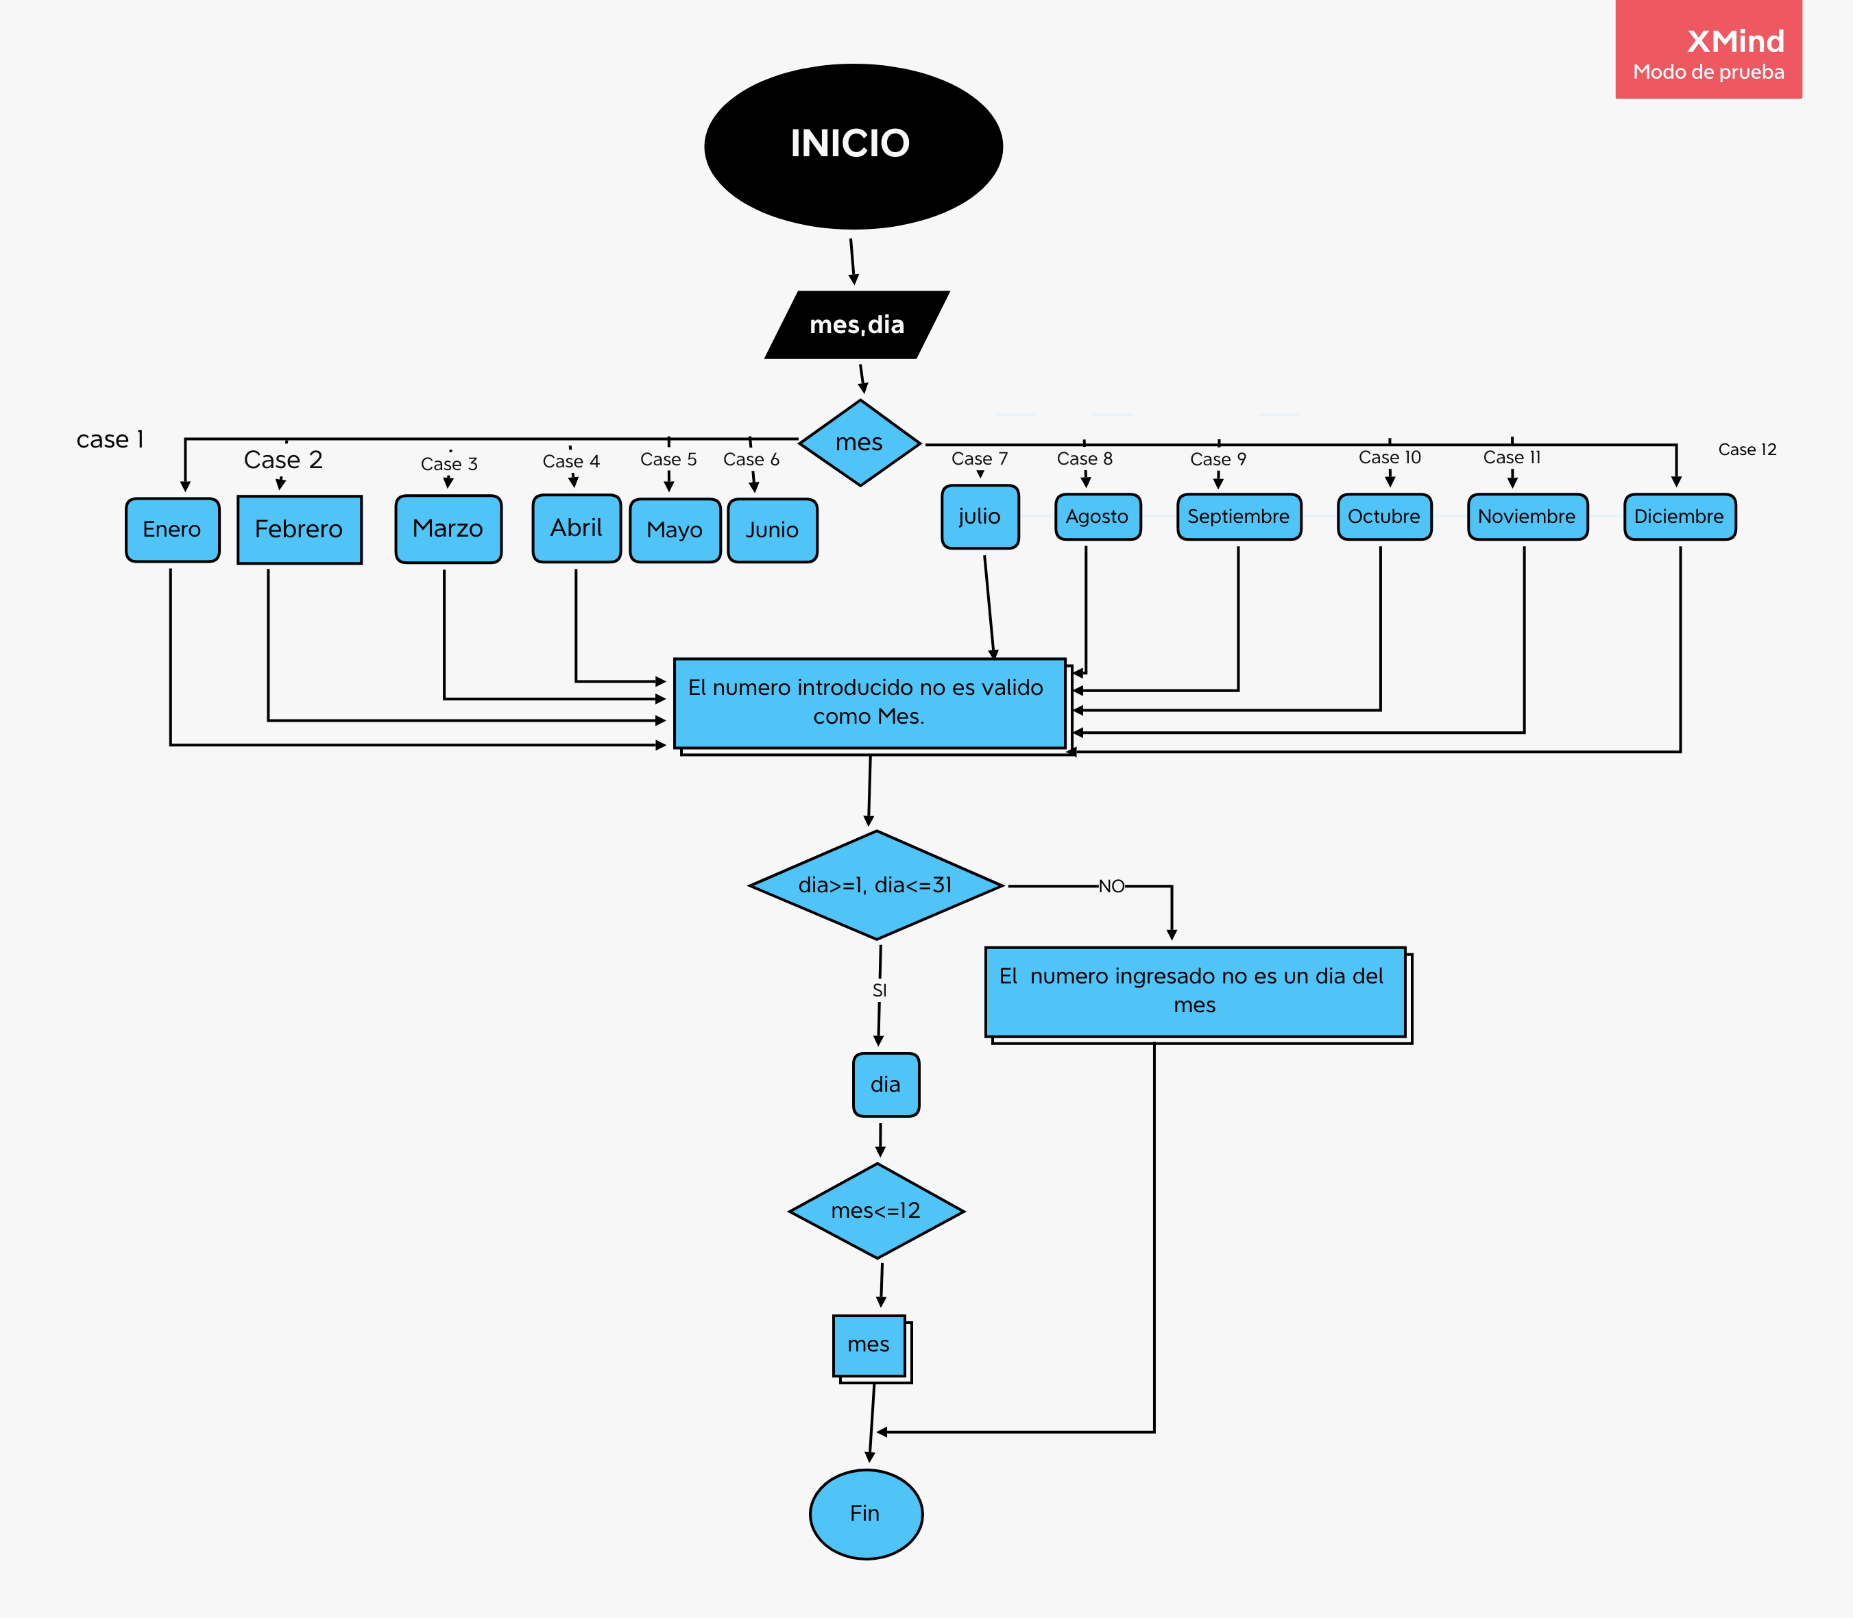 XMind
Modo de prueba
INICIO
mes,dia
mes
case 1
Case 2
Case 3
Case 4
Case 5
Case 6
Case 7
Case 8
Case 9
Case 10
Case 11
Case 12
Enero
Febrero
Marzo
Abril
Mayo
Junio
julio
Agosto
Septiembre
Octubre
Noviembre
Diciembre
El numero introducido no es valido
como Mes.
dia>=1, dia<=31
NO
El  numero ingresado no es un dia del
mes
SI
dia
mes<=12
mes
Fin